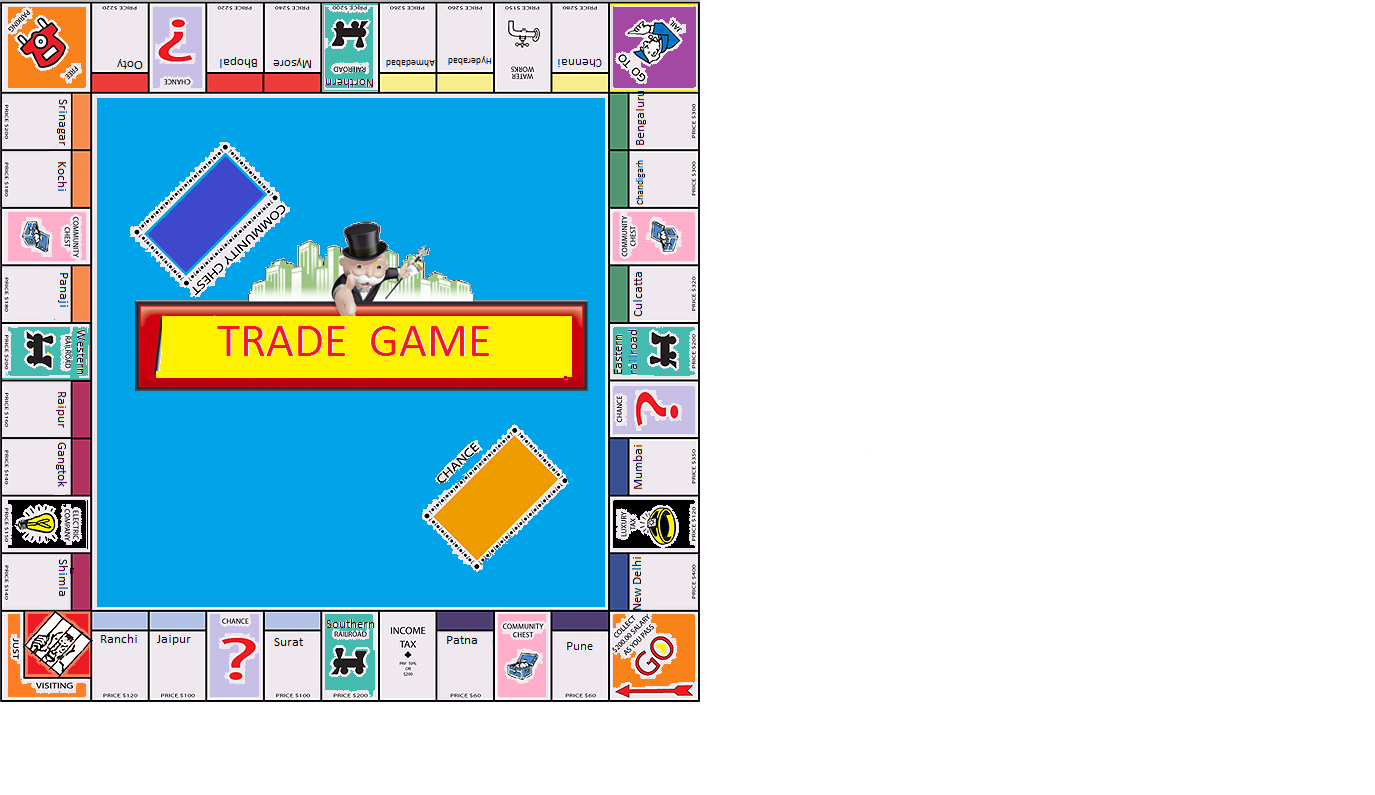 FREE
PARKING
PRICE $220
Ooty
CHANCE
PRICE $220
Bhopal
PRICE $240
Mysore
PRICE $200
RAILROAD
Northern
PRICE $260
Ahmedabad
PRICE $260
Hyderabad
PRICE $150
WATER
WORKS
PRICE $280
Chennai
GO TO
JAIL
Srinagar
PRICE $200
Kochi
PRICE $180
COMMUNITY
CHEST
Panaji
PRICE $180
Western
RAILROAD
PRICE $200
Raipur
PRICE $160
Gangtok
PRICE $140
ELECTRIC
COMPANY
PRICE $150
Shimla
PRICE $140
COMMUNITY CHEST
TRADE GAME
CHANCE
Bengaluru
PRICE $300
chandigarh
PRICE $300
COMMUNITY
CHEST
Culcatta
PRICE $320
Eastern
railroad
PRICE $200
CHANCE
Mumbai
PRICE $350
LUXURY
TAX
PRICE $120
New Delhi
PRICE $400
JUST
VISITING
Ranchi
PRICE $120
Jaipur
PRICE $100
CHANCE
Surat
PRICE $100
Southern
RAILROAD
PRICE $200
INCOME
TAX
PAY 10%
OR
$200
Patna
PRICE $60
COMMUNITY
CHEST
Pune
PRICE $60
COLLECT
$200.00 SALARY
AS YOU PASS
GO